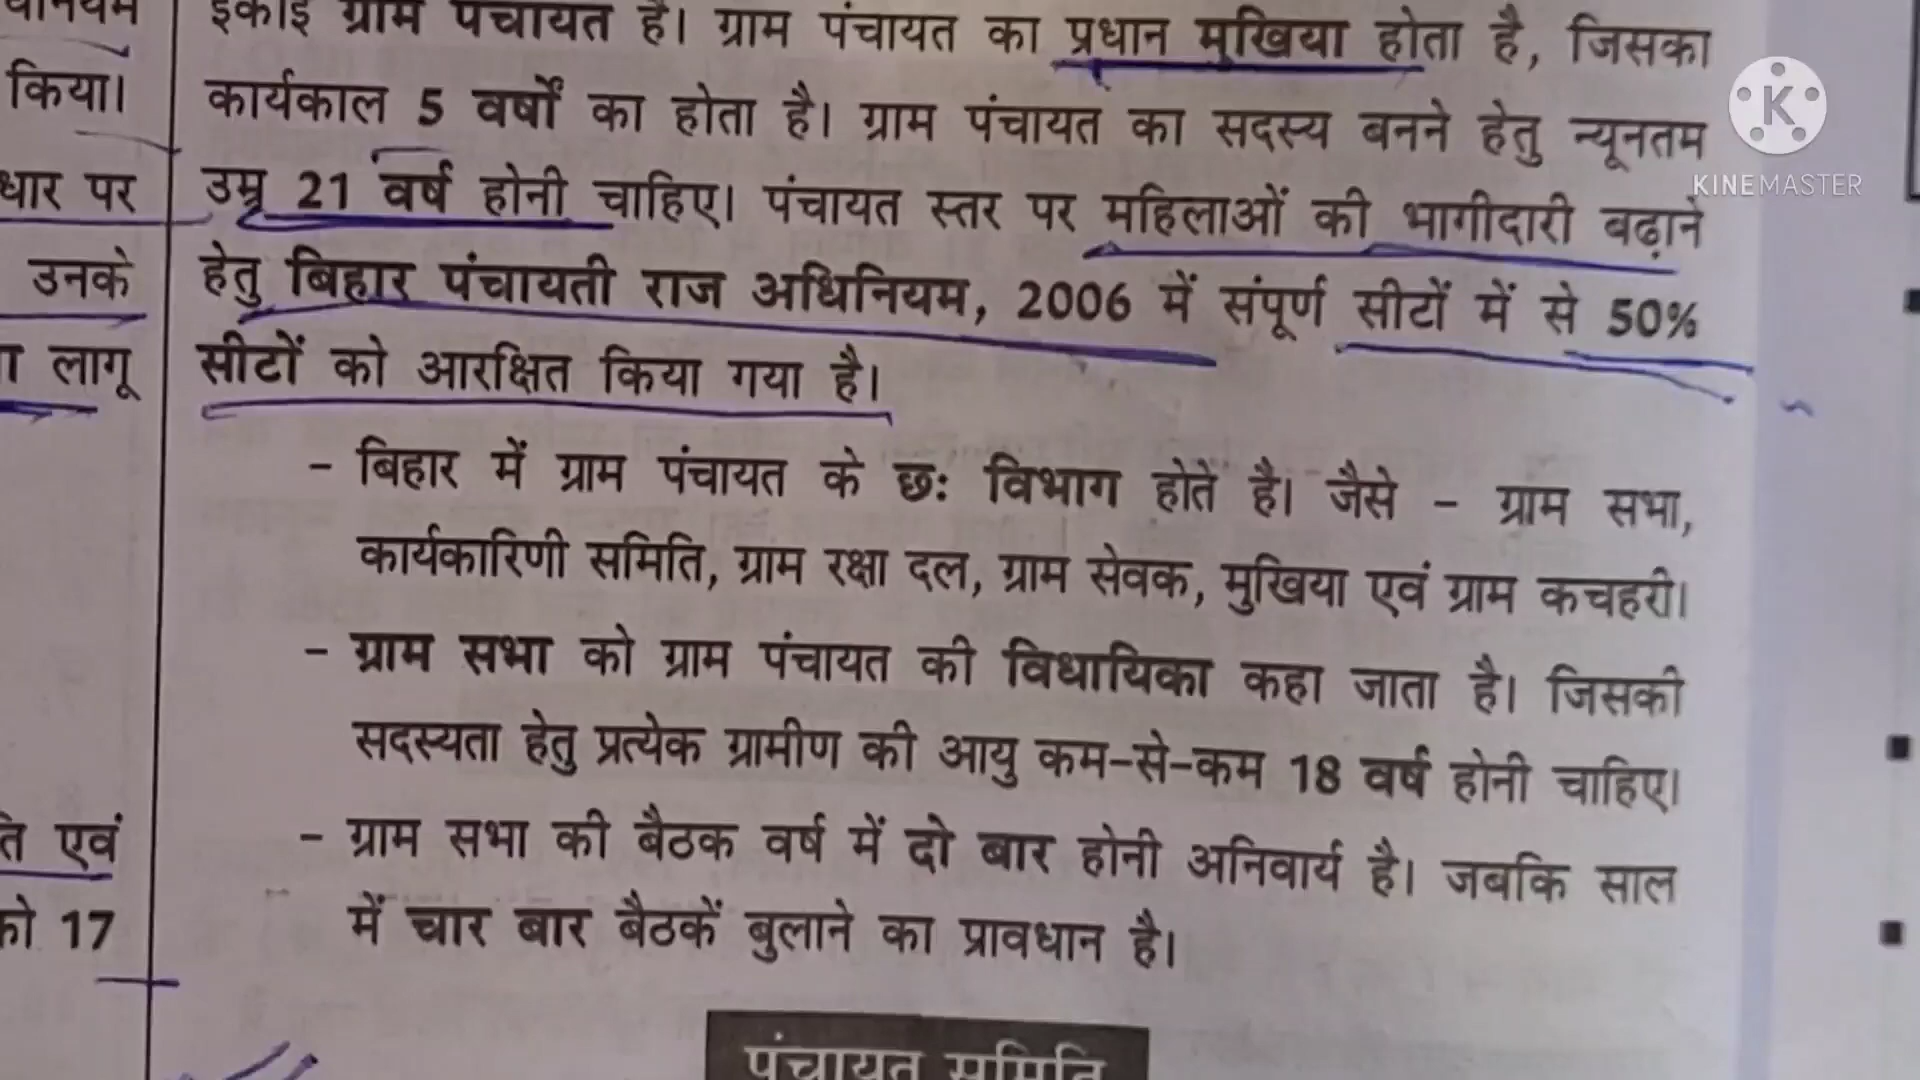 किया।
धार पर
उनके
लागू
एवं
को 17
इकाई ग्राम पंचायत है। ग्राम पंचायत का प्रधान मुखिया होता है, जिसका
कार्यकाल 5 वर्षों का होता है। ग्राम पंचायत का सदस्य बनने हेतु न्यूनतम
उम्र 21 वर्ष होनी चाहिए। पंचायत स्तर पर महिलाओं की भागीदारी बढ़ाने
हेतु बिहार पंचायती राज अधिनियम, 2006 में संपूर्ण सीटों में से 50%
सीटों को आरक्षित किया गया है।
- बिहार में ग्राम पंचायत के छः विभाग होते है। जैसे - ग्राम सभा,
कार्यकारिणी समिति, ग्राम रक्षा दल, ग्राम सेवक, मुखिया एवं ग्राम कचहरी।
- ग्राम सभा को ग्राम पंचायत की विधायिका कहा जाता है। जिसकी
सदस्यता हेतु प्रत्येक ग्रामीण की आयु कम-से-कम 18 वर्ष होनी चाहिए।
- ग्राम सभा की बैठक वर्ष में दो बार होनी अनिवार्य है। जबकि साल
में चार बार बैठकें बुलाने का प्रावधान है।
पंचायत समिति
K
KINEMASTER